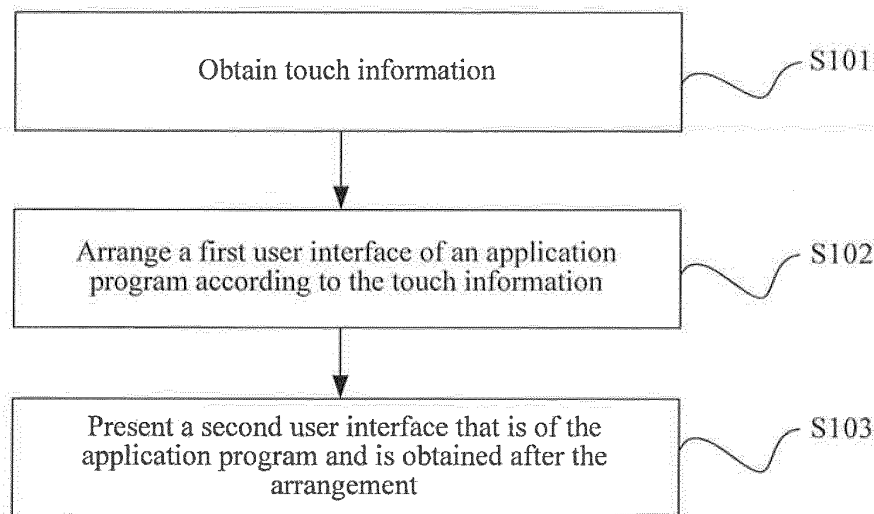 Obtain touch information
S101
Arrange a first user interface of an application
program according to the touch information
S102
Present a second user interface that is of the
application program and is obtained after the
arrangement
S103